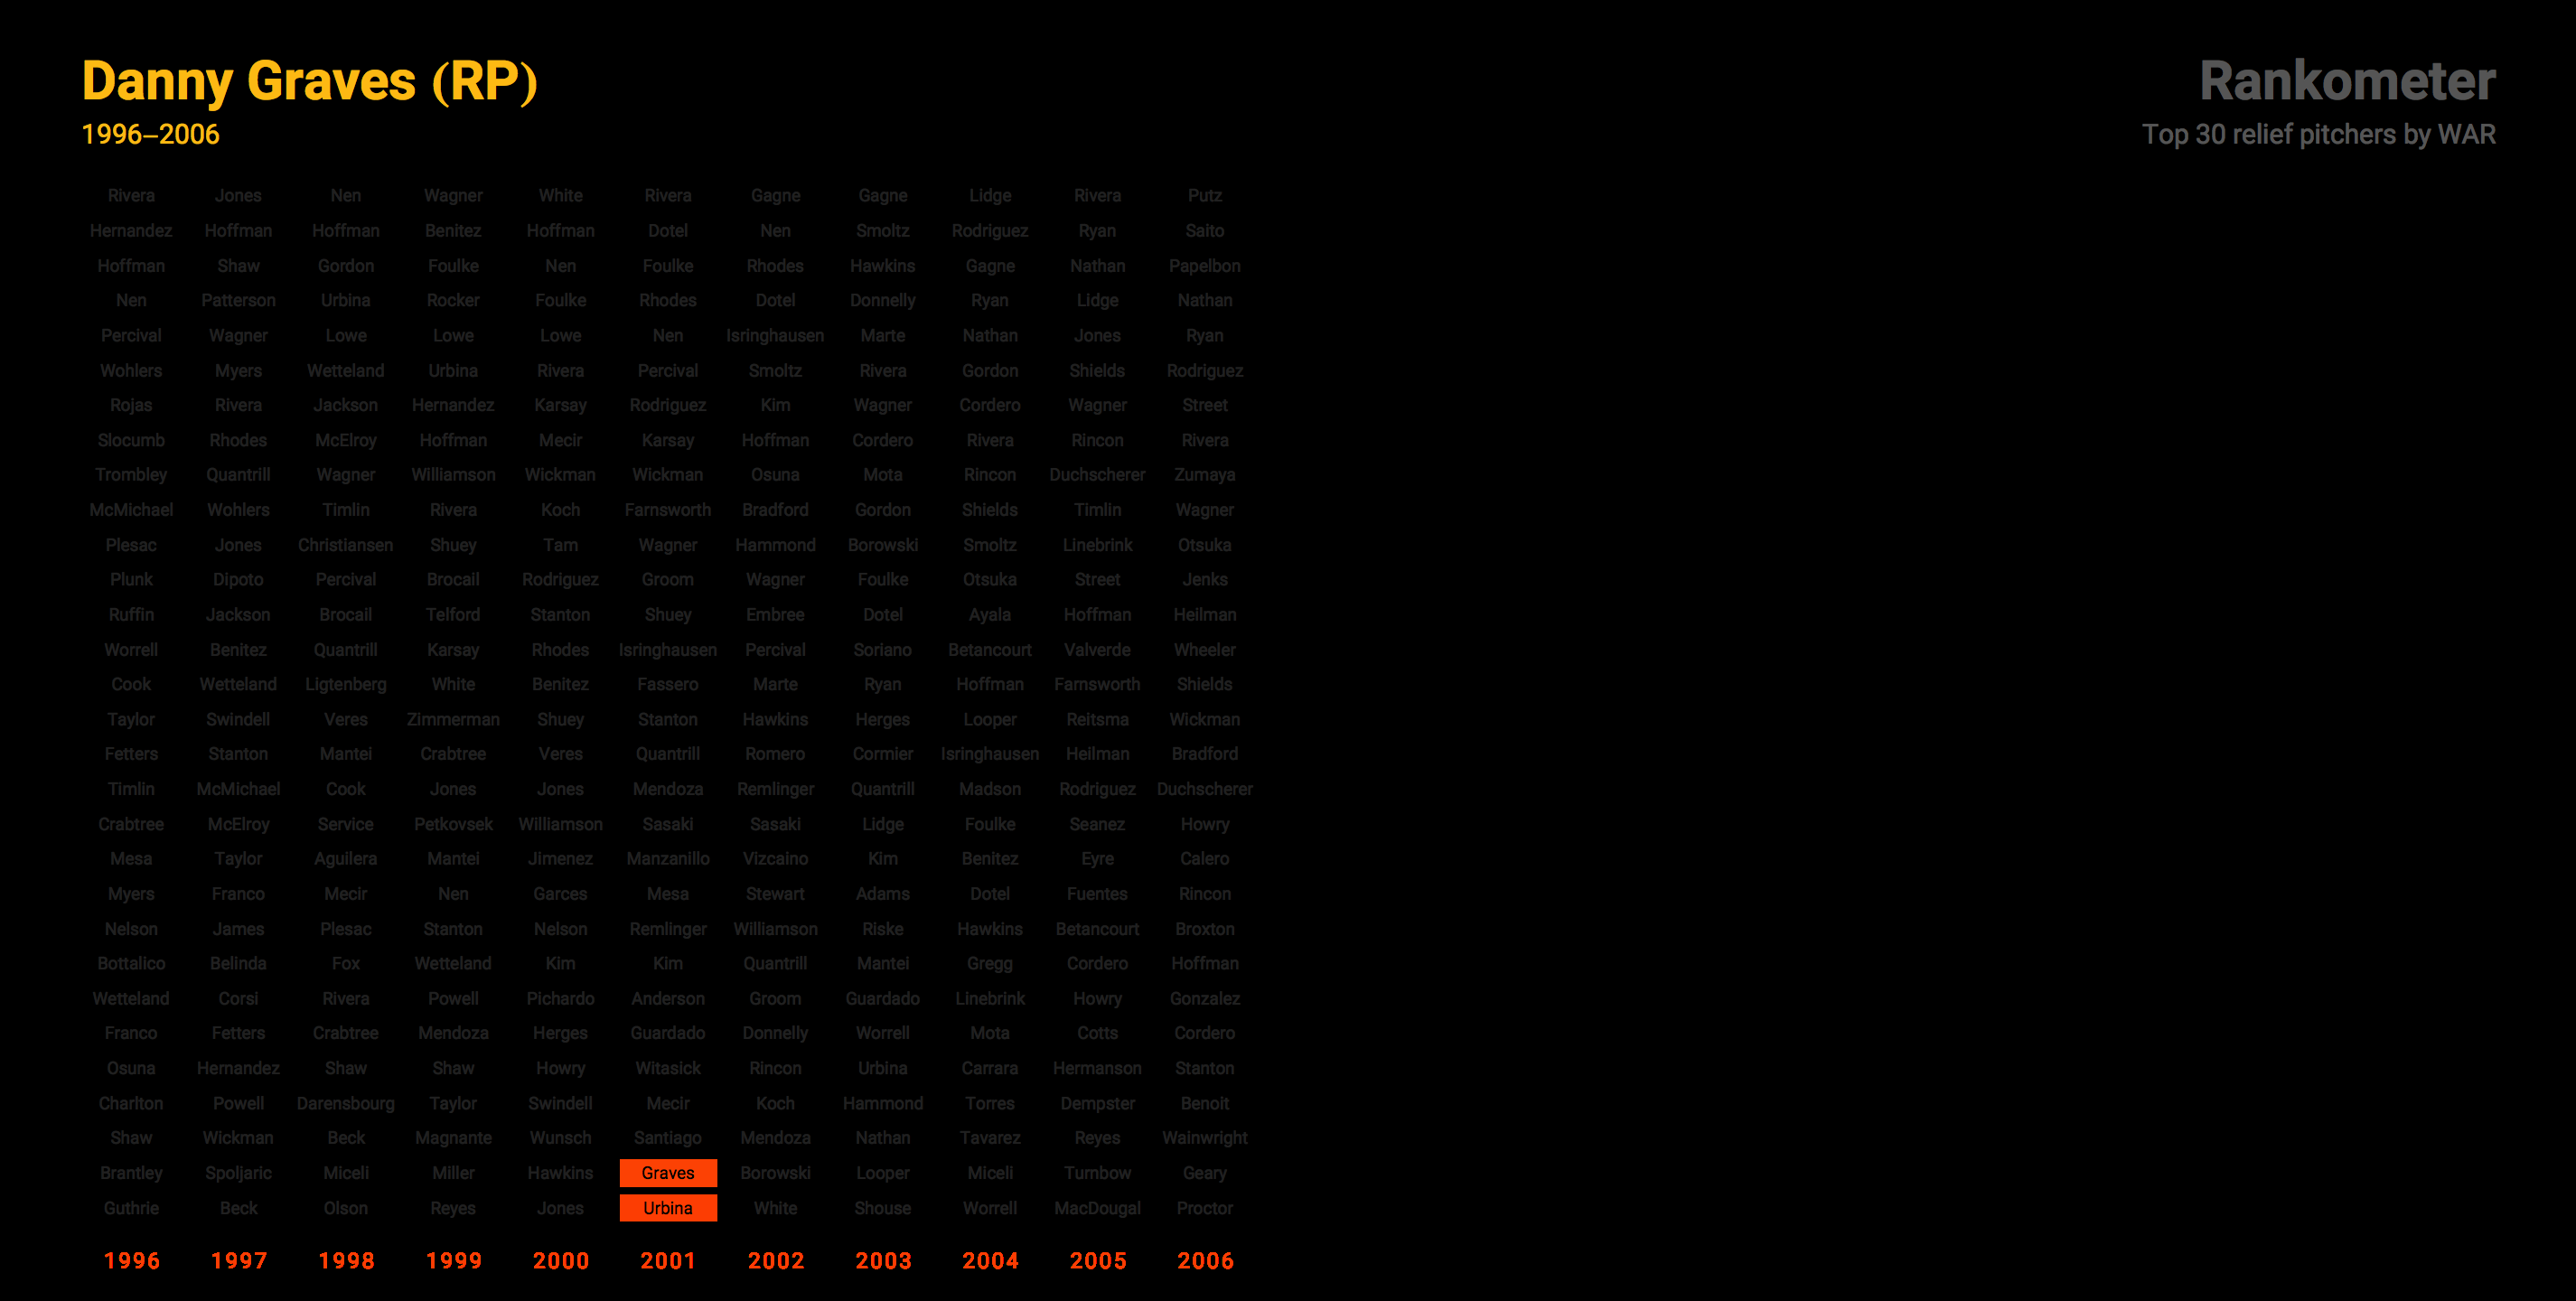 Danny Graves (RP)
1996–2006
Rankometer
Top 30 relief pitchers by WAR
Rivera Jones Nen Wagner White Rivera Gagne Gagne Lidge Rivera Putz
Hernandez Hoffman Hoffman Benitez Hoffman Dotel Nen Smoltz Rodriguez Ryan Saito
Hoffman Shaw Gordon Foulke Nen Foulke Rhodes Hawkins Gagne Nathan Papelbon
Nen Patterson Urbina Rocker Foulke Rhodes Dotel Donnelly Ryan Lidge Nathan
Percival Wagner Lowe Lowe Lowe Nen Isringhausen Marte Nathan Jones Ryan
Wohlers Myers Wetteland Urbina Rivera Percival Smoltz Rivera Gordon Shields Rodriguez
Rojas Rivera Jackson Hernandez Karsay Rodriguez Kim Wagner Cordero Wagner Street
Slocumb Rhodes McElroy Hoffman Mecir Karsay Hoffman Cordero Rivera Rincon Rivera
Trombley Quantrill Wagner Williamson Wickman Wickman Osuna Mota Rincon Duchscherer Zumaya
McMichael Wohlers Timlin Rivera Koch Farnsworth Bradford Gordon Shields Timlin Wagner
Plesac Jones Christiansen Shuey Tam Wagner Hammond Borowski Smoltz Linebrink Otsuka
Plunk Dipoto Percival Brocail Rodriguez Groom Wagner Foulke Otsuka Street Jenks
Ruffin Jackson Brocail Telford Stanton Shuey Embree Dotel Ayala Hoffman Heilman
Worrell Benitez Quantrill Karsay Rhodes Isringhausen Percival Soriano Betancourt Valverde Wheeler
Cook Wetteland Ligtenberg White Benitez Fassero Marte Ryan Hoffman Farnsworth Shields
Taylor Swindell Veres Zimmerman Shuey Stanton Hawkins Herges Looper Reitsma Wickman
Fetters Stanton Mantei Crabtree Veres Quantrill Romero Cormier Isringhausen Heilman Bradford
Timlin McMichael Cook Jones Jones Mendoza Remlinger Quantrill Madson Rodriguez Duchscherer
Crabtree McElroy Service Petkovsek Williamson Sasaki Sasaki Lidge Foulke Seanez Howry
Mesa Taylor Aguilera Mantei Jimenez Manzanillo Vizcaino Kim Benitez Eyre Calero
Myers Franco Mecir Nen Garces Mesa Stewart Adams Dotel Fuentes Rincon
Nelson James Plesac Stanton Nelson Remlinger Williamson Riske Hawkins Betancourt Broxton
Bottalico Belinda Fox Wetteland Kim Kim Quantrill Mantei Gregg Cordero Hoffman
Wetteland Corsi Rivera Powell Pichardo Anderson Groom Guardado Linebrink Howry Gonzalez
Franco Fetters Crabtree Mendoza Herges Guardado Donnelly Worrell Mota Cotts Cordero
Osuna Hernandez Shaw Shaw Howry Witasick Rincon Urbina Carrara Hermanson Stanton
Charlton Powell Darensbourg Taylor Swindell Mecir Koch Hammond Torres Dempster Benoit
Shaw Wickman Beck Magnante Wunsch Santiago Mendoza Nathan Tavarez Reyes Wainwright
Brantley Spoljaric Miceli Miller Hawkins Graves Borowski Looper Miceli Turnbow Geary
Guthrie Beck Olson Reyes Jones Urbina White Shouse Worrell MacDougal Proctor
1996 1997 1998 1999 2000 2001 2002 2003 2004 2005 2006